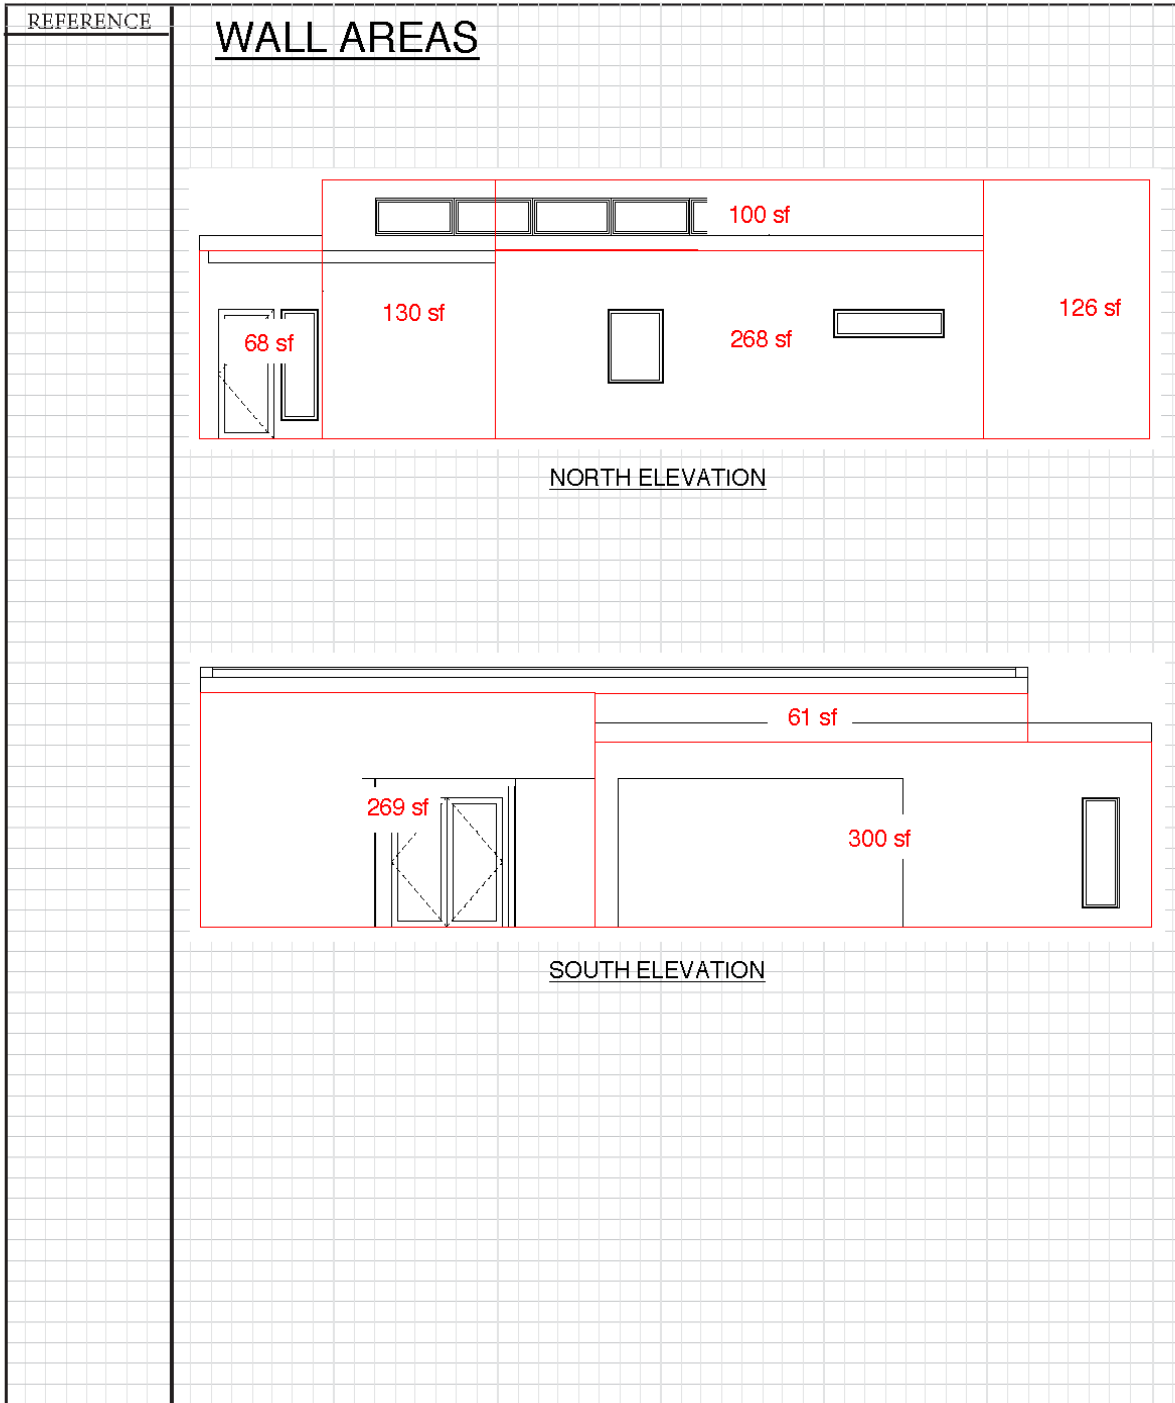 REFERENCE
WALL AREAS
100 sf
130 sf
126 sf
68 sf
268 sf
NORTH ELEVATION
61 sf
269 sf
300 sf
SOUTH ELEVATION